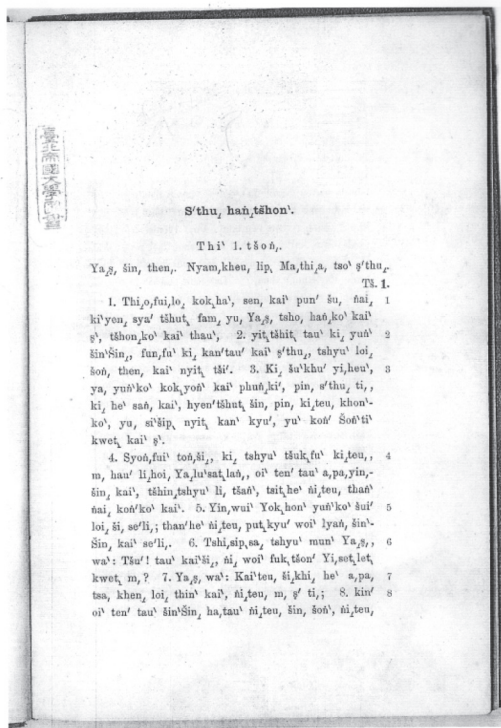 臺北帝國大學圖書
S‘thu˛ haṅ˛tšhon‘.
Thi‘ 1. tšoṅ˛.
Ya˛ṣ̌˛ šin˛ then˛. Nyam˛kheu˛ lip˛ Ma˛thi˛a˛ tso‘ ṣ̌‘thu˛.
Tš. 1.
1. Thi˛o˛fui˛lo˛ kok˛ha‘, sen˛ kai‘ pun‘ šu˛ ṅai˛ 1
ki‘yen˛ sya‘ tšhut˛ fam˛ yu˛ Ya˛ṣ̌˛ tsho˛ haṅ˛ko‘ kai‘
ṣ̌‘, tšhon˛ko‘ kai‘ thau‘, 2. yit˛tšhit˛ tau‘ ki˛ yuṅ‘ 2
šin‘Šin˛, fun˛fu‘ ki˛ kan‘tau‘ kai‘ ṣ̌‘thu˛, tshyu‘ loi˛
šoṅ˛ then˛ kai‘ nyit˛ tši‘. 3. Ki˛ šu‘khu‘ yi˛heu‘, 3
ya˛ yuṅ‘ko‘ kok˛yoṅ‘ kai‘ phuṅ˛ki‘, pin˛ s‘thu˛ ti˛,
ki˛ he‘ saṅ˛ kai‘, hyen‘tšhut˛ šin˛ pin˛ ki˛teu˛ khon‘-
ko‘, yu˛ si‘šip˛ nyit˛ kan‘ kyu‘, yu koṅ‘ Šoṅ‘ti‘
kwet˛ kai‘ ṣ̌‘.
4. Syoṅ˛fui‘ toṅ˛ši˛, ki˛ tshyu‘ tšuk˛fu‘ ki˛teu˛, 4
m˛ hau‘ li˛hoi˛ Ya˛lu‘sat˛laṅ˛, oi‘ ten‘ tau‘ a˛pa˛yin˛-
šin˛ kai‘, tšhin˛tshyu‘ li˛ tšaṅ‘, tsit˛he‘ ṅi˛teu˛ thaṅ‘
ṅai˛ koṅ‘ko‘ kai‘. 5. Yin˛wui‘ Yok˛hon‘ yuṅ‘ko‘ šui‘ 5
loi˛ ši˛ se‘li˛; than‘he‘ ṅi˛teu˛ put˛kyu‘ woi‘ lyaṅ˛ šin‘-
Šin˛ kai‘ se‘li˛. 6. Tshi˛sip˛sa˛ tshyu‘ mun‘ Ya˛ṣ̌˛, 6
wa‘: Tšu‘! tau‘ kai‘ši˛, ṅi˛ woi‘ fuk˛tšon‘ Yi˛set˛let˛
kwet˛ m˛? 7. Ya˛ṣ̌˛ wa‘: Kai‘teu˛ ši˛khi˛ he‘ a˛pa˛ 7
tsa˛ khen˛ loi˛ thin‘ kai‘, ṅi˛teu˛ m˛ ṣ̌‘ ti˛; 8. kin‘ 8
oi‘ ten‘ tau‘ šin‘Šin˛ ha˛tau‘ ṅi˛teu˛ šin˛ šoṅ‘, ṅi˛teu˛